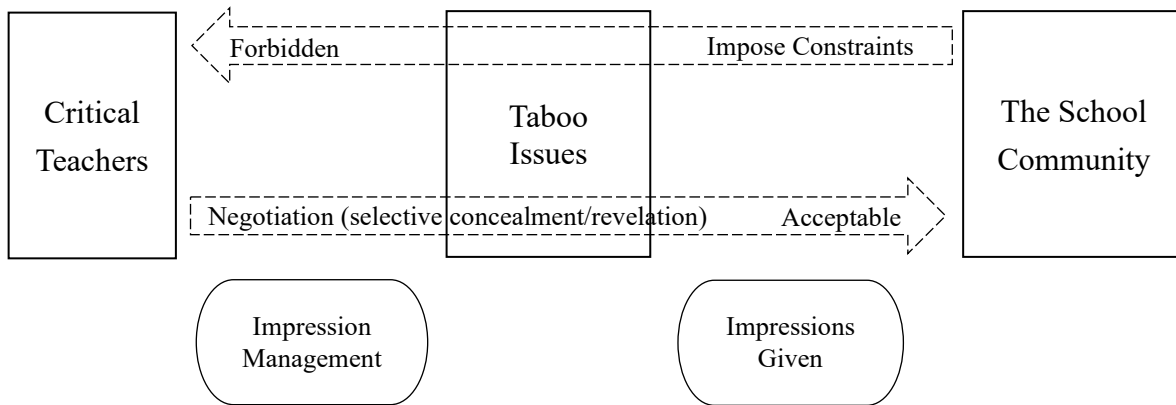 Forbidden
Impose Constraints
Critical
Teachers
Taboo
Issues
The School
Community
Negotiation (selective concealment/revelation)
Acceptable
Impression
Management
Impressions
Given